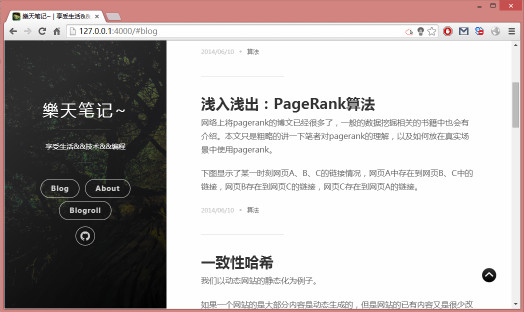 樂天笔记~ | 享受生活&&
127.0.0.1:4000/#blog
樂天笔记~
享受生活&&技术&&编程
Blog
About
Blogroll
2014/06/10 • 算法
浅入浅出：PageRank算法
网络上将pagerank的博文已经很多了，一般的数据挖掘相关的书籍中也会有
介绍。本文只是粗略的讲一下笔者对pagerank的理解，以及如何放在真实场
景中使用pagerank。
下图显示了某一时刻网页A、B、C的链接情况，网页A中存在到网页B、C中的
链接，网页B存在到网页C的链接，网页C存在到网页A的链接。
2014/06/10 • 算法
一致性哈希
我们以动态网站的静态化为例子。
如果一个网站的是大部分内容是动态生成的，但是网站的已有内容又是很少改